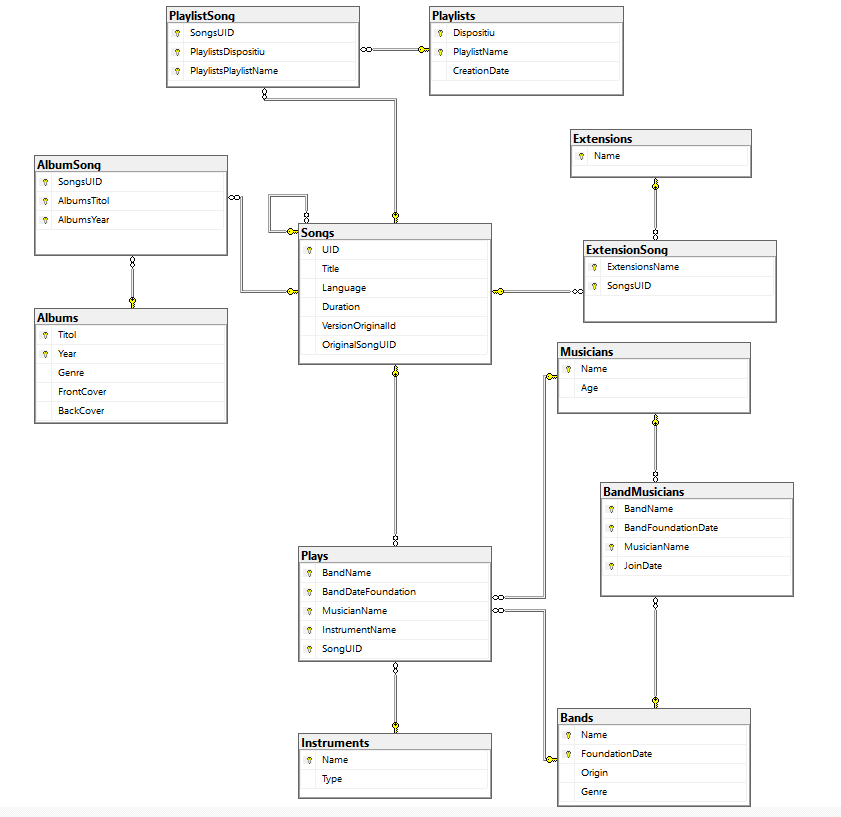 PlaylistSong
SongsUID
PlaylistsDispositiu
PlaylistsPlaylistName
Playlists
Dispositiu
PlaylistName
CreationDate
Extensions
Name
AlbumSong
SongsUID
AlbumsTitol
AlbumsYear
Songs
UID
Title
Language
Duration
VersionOriginalId
OriginalSongUID
ExtensionSong
ExtensionsName
SongsUID
Albums
Titol
Year
Genre
FrontCover
BackCover
Musicians
Name
Age
BandMusicians
BandName
BandFoundationDate
MusicianName
JoinDate
Plays
BandName
BandDateFoundation
MusicianName
InstrumentName
SongUID
Instruments
Name
Type
Bands
Name
FoundationDate
Origin
Genre